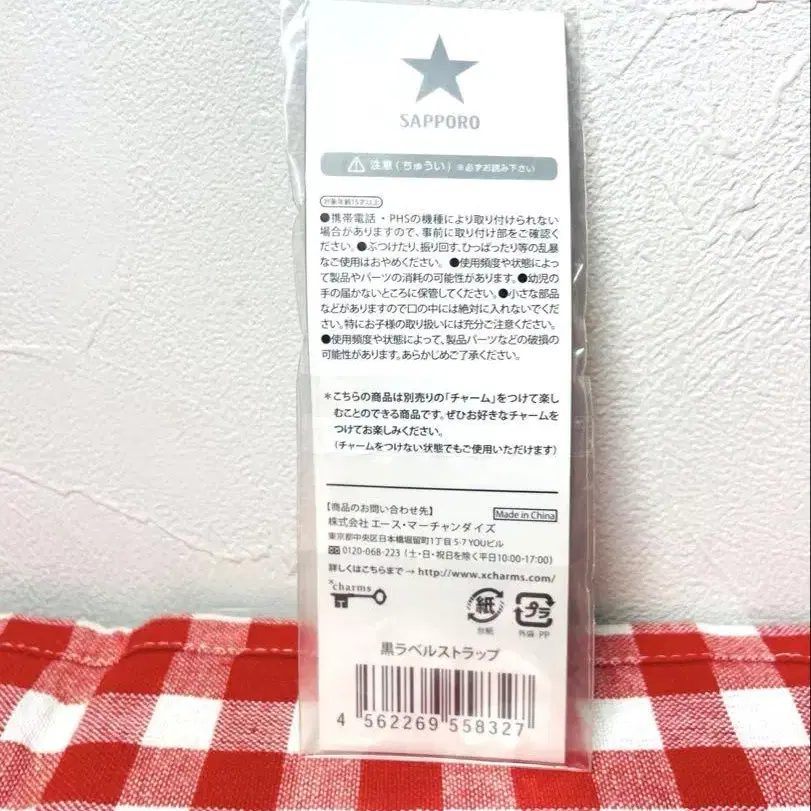 SAPPORO
注意(ちゅうい) ※必ずお読み下さい
対象年齢15才以上
●携帯電話・PHSの機種により取り付けられない
場合がありますので、事前に取り付け部をご確認く
ださい。●ぶつけたり、振り回す、ひっぱったり等の乱暴
なご使用はおやめください。●使用頻度や状態によっ
て製品やパーツの消耗の可能性があります。●幼児の
手の届かないところに保管してください。●小さな部品
などがありますので口の中には絶対に入れないでくだ
さい。特にお子様の取り扱いには充分ご注意ください。
●使用頻度や状態によって、製品パーツなどの破損の
可能性があります。あらかじめご了承ください。
＊こちらの商品は別売りの「チャーム」をつけて楽し
むことのできる商品です。ぜひお好きなチャームを
つけてお楽しみください。
(チャームをつけない状態でもご使用いただけます)
【商品のお問い合わせ先】
Made in China
株式会社 エース・マーチャンダイズ
東京都中央区日本橋堀留町1丁目5-7 YOUビル
0120-068-223 (土・日・祝日を除く平日10:00-17:00)
詳しくはこちらまで→ http://www.xcharms.com/
xcharms
紙
プラ
台紙
外袋 PP
黒ラベルストラップ
4 562269 558327